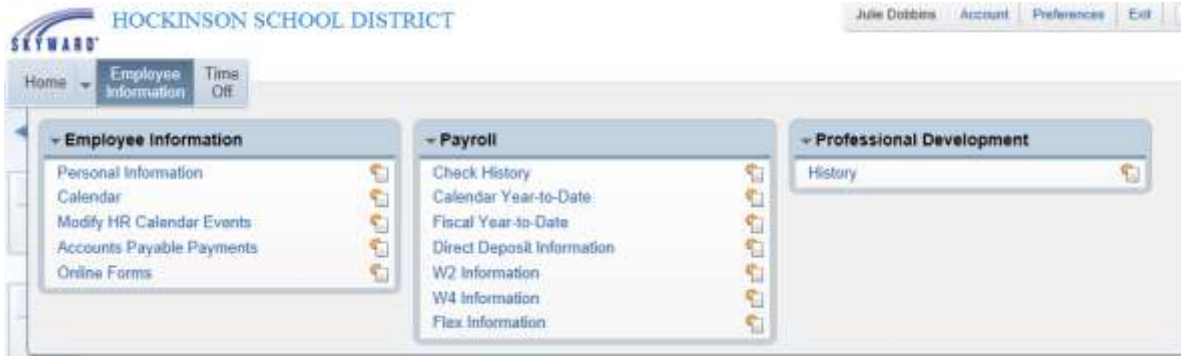 SKYWARD
HOCKINSON SCHOOL DISTRICT
Julie Dobbins Account Preferences Exit
Home Employee Information Time Off
Employee Information
Personal Information
Calendar
Modify HR Calendar Events
Accounts Payable Payments
Online Forms
Payroll
Check History
Calendar Year-to-Date
Fiscal Year-to-Date
Direct Deposit Information
W2 Information
W4 Information
Flex Information
Professional Development
History